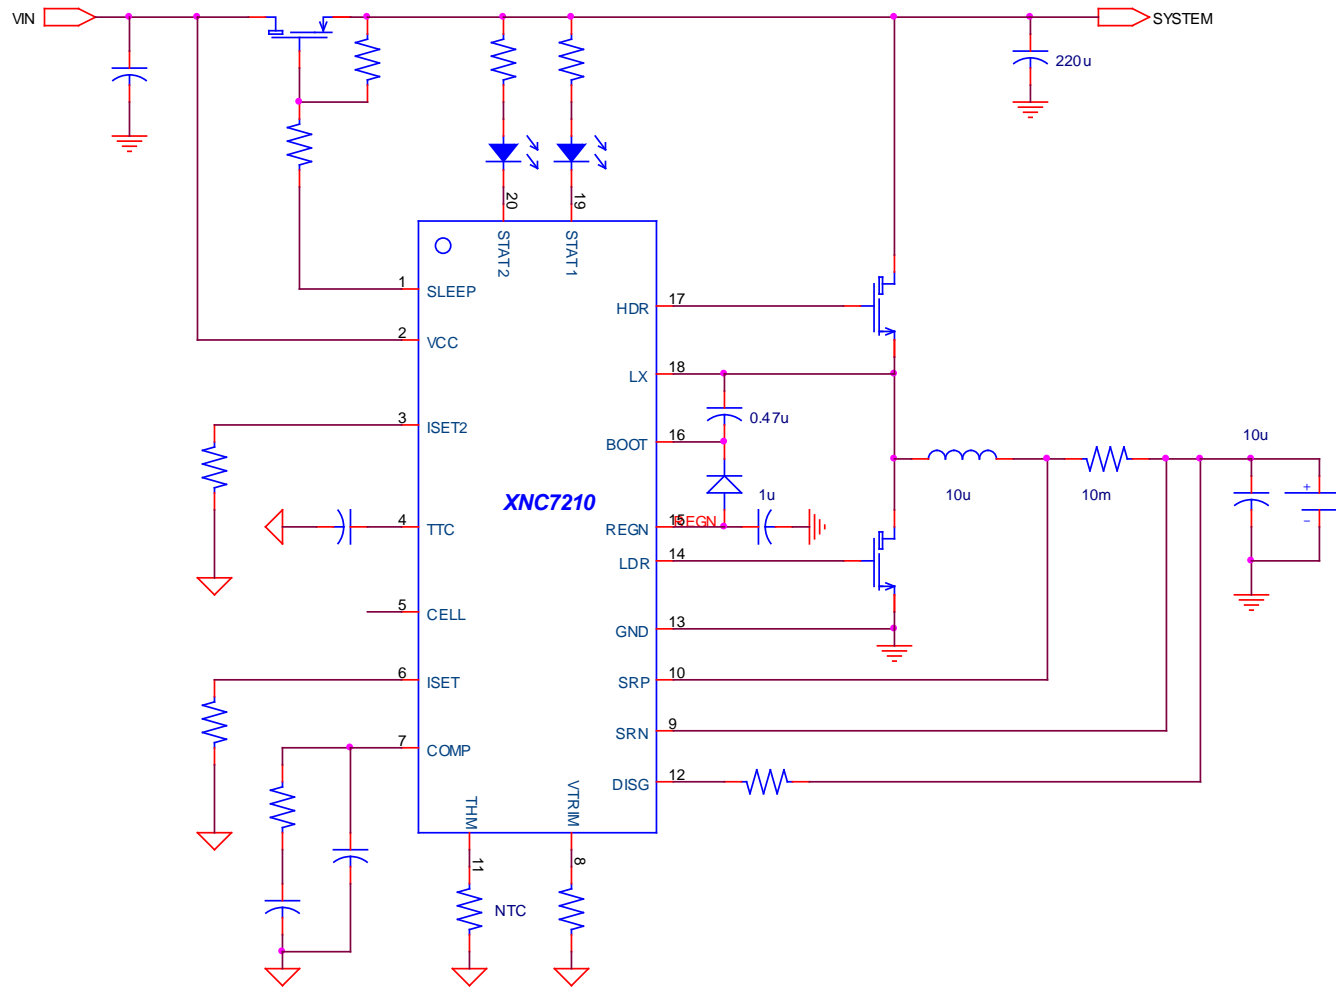 VIN
SYSTEM
220u
20
19
STAT2
STAT1
1
SLEEP
2
VCC
3
ISET2
4
TTC
5
CELL
6
ISET
7
COMP
XNC7210
HDR
17
LX
18
BOOT
16
0.47u
REGN
15
REGN
1u
LDR
14
GND
13
SRP
10
SRN
9
DISG
12
10u
10m
10u
+
−
THM
VTRIM
11
8
NTC